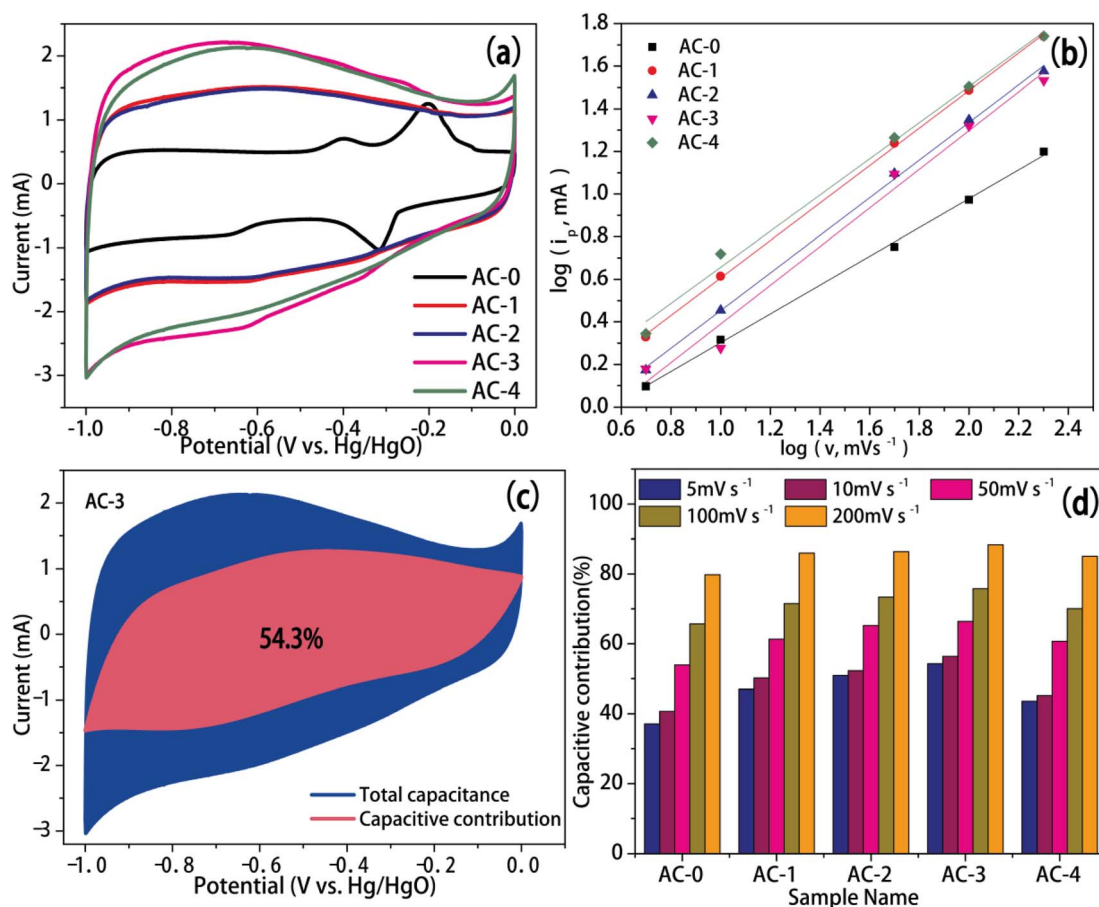 (a)
2
1
0
-1
-2
-3
Current (mA)
AC-0
AC-1
AC-2
AC-3
AC-4
-1.0 -0.8 -0.6 -0.4 -0.2 0.0
Potential (V vs. Hg/HgO)
(b)
1.8
1.6
1.4
1.2
1.0
0.8
0.6
0.4
0.2
0.0
log ( ip, mA)
AC-0
AC-1
AC-2
AC-3
AC-4
0.6 0.8 1.0 1.2 1.4 1.6 1.8 2.0 2.2 2.4
log ( v, mVs -1)
AC-3
(c)
2
1
0
-1
-2
-3
Current (mA)
54.3%
Total capacitance
Capacitive contribution
-1.0 -0.8 -0.6 -0.4 -0.2 0.0
Potential (V vs. Hg/HgO)
5mV s -1 10mV s -1 50mV s -1
100mV s -1 200mV s -1
(d)
100
80
60
40
20
0
Capacitive contribution(%)
AC-0 AC-1 AC-2 AC-3 AC-4
Sample Name